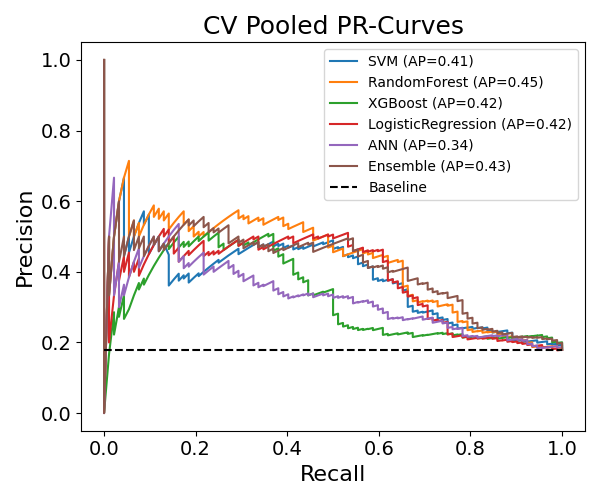 CV Pooled PR-Curves
SVM (AP=0.41)
RandomForest (AP=0.45)
XGBoost (AP=0.42)
LogisticRegression (AP=0.42)
ANN (AP=0.34)
Ensemble (AP=0.43)
Baseline
Precision
1.0
0.8
0.6
0.4
0.2
0.0
0.0 0.2 0.4 0.6 0.8 1.0
Recall